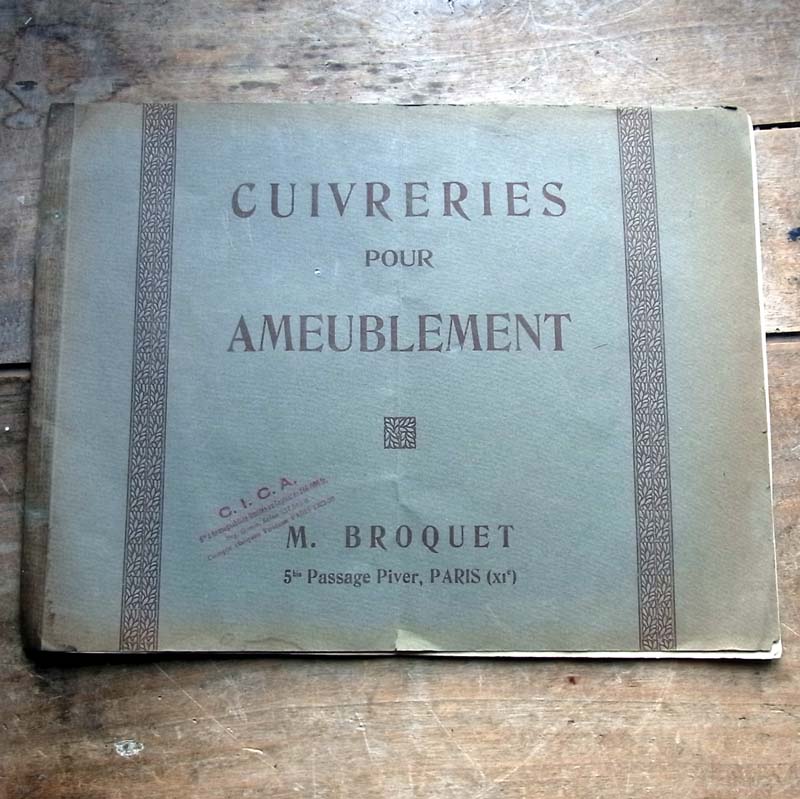 CUIVRERIES
POUR
AMEUBLEMENT
C. I. C. A.
M. BROQUET
5bis Passage Piver, PARIS (XIe)